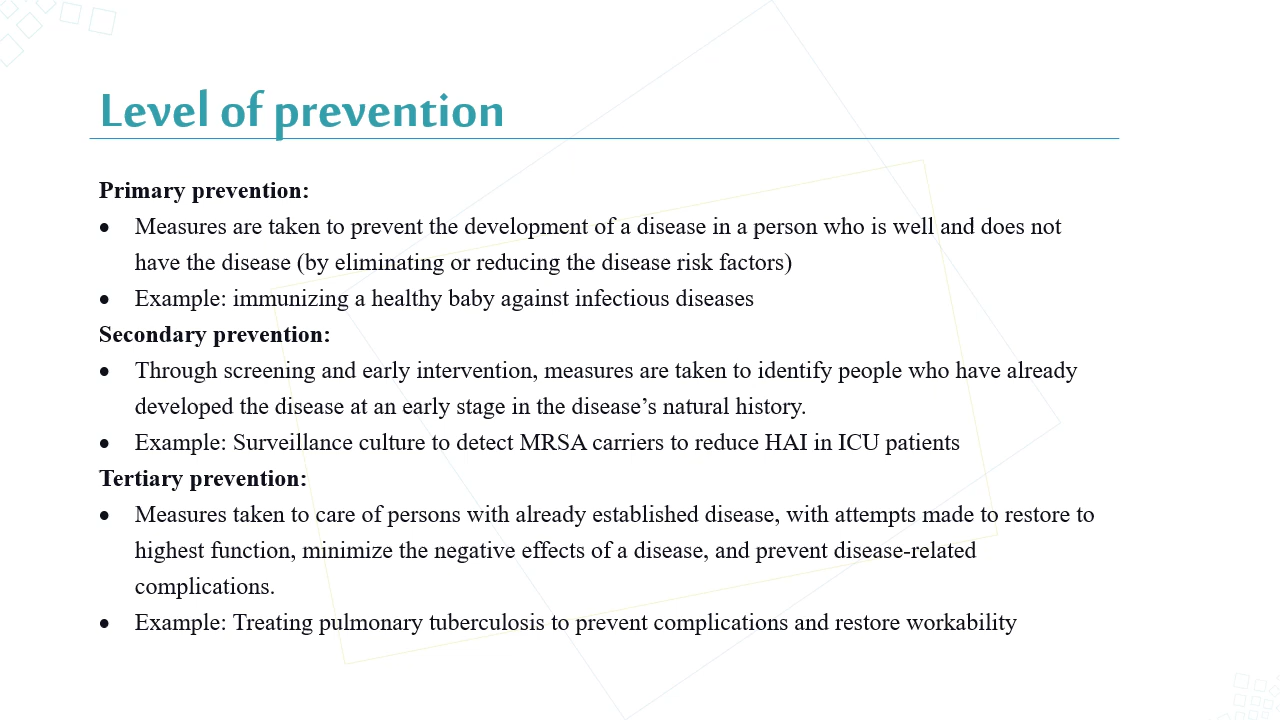 Level of prevention
Primary prevention:
• Measures are taken to prevent the development of a disease in a person who is well and does not
have the disease (by eliminating or reducing the disease risk factors)
• Example: immunizing a healthy baby against infectious diseases
Secondary prevention:
• Through screening and early intervention, measures are taken to identify people who have already
developed the disease at an early stage in the disease’s natural history.
• Example: Surveillance culture to detect MRSA carriers to reduce HAI in ICU patients
Tertiary prevention:
• Measures taken to care of persons with already established disease, with attempts made to restore to
highest function, minimize the negative effects of a disease, and prevent disease-related
complications.
• Example: Treating pulmonary tuberculosis to prevent complications and restore workability